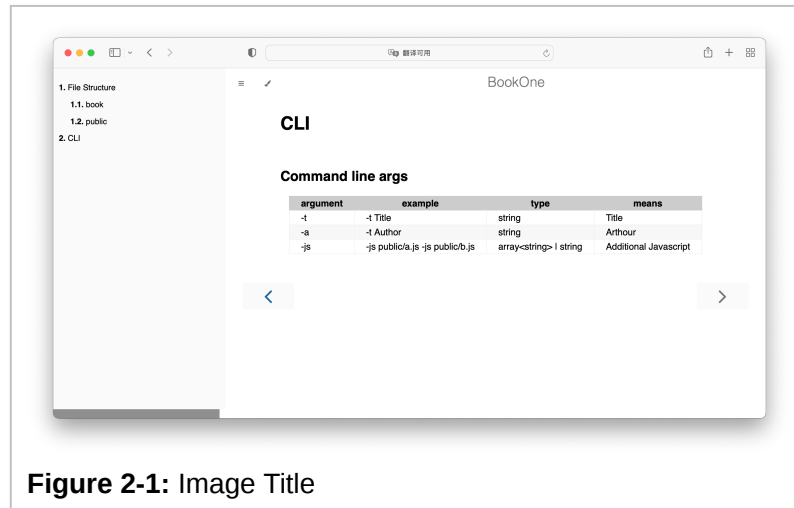 翻译可用
1. File Structure
1.1. book
1.2. public
2. CLI
BookOne
CLI
Command line args
argument example type means
-t -t Title string Title
-a -t Author string Arthour
-js -js public/a.js -js public/b.js array<string> | string Additional Javascript
Figure 2-1: Image Title